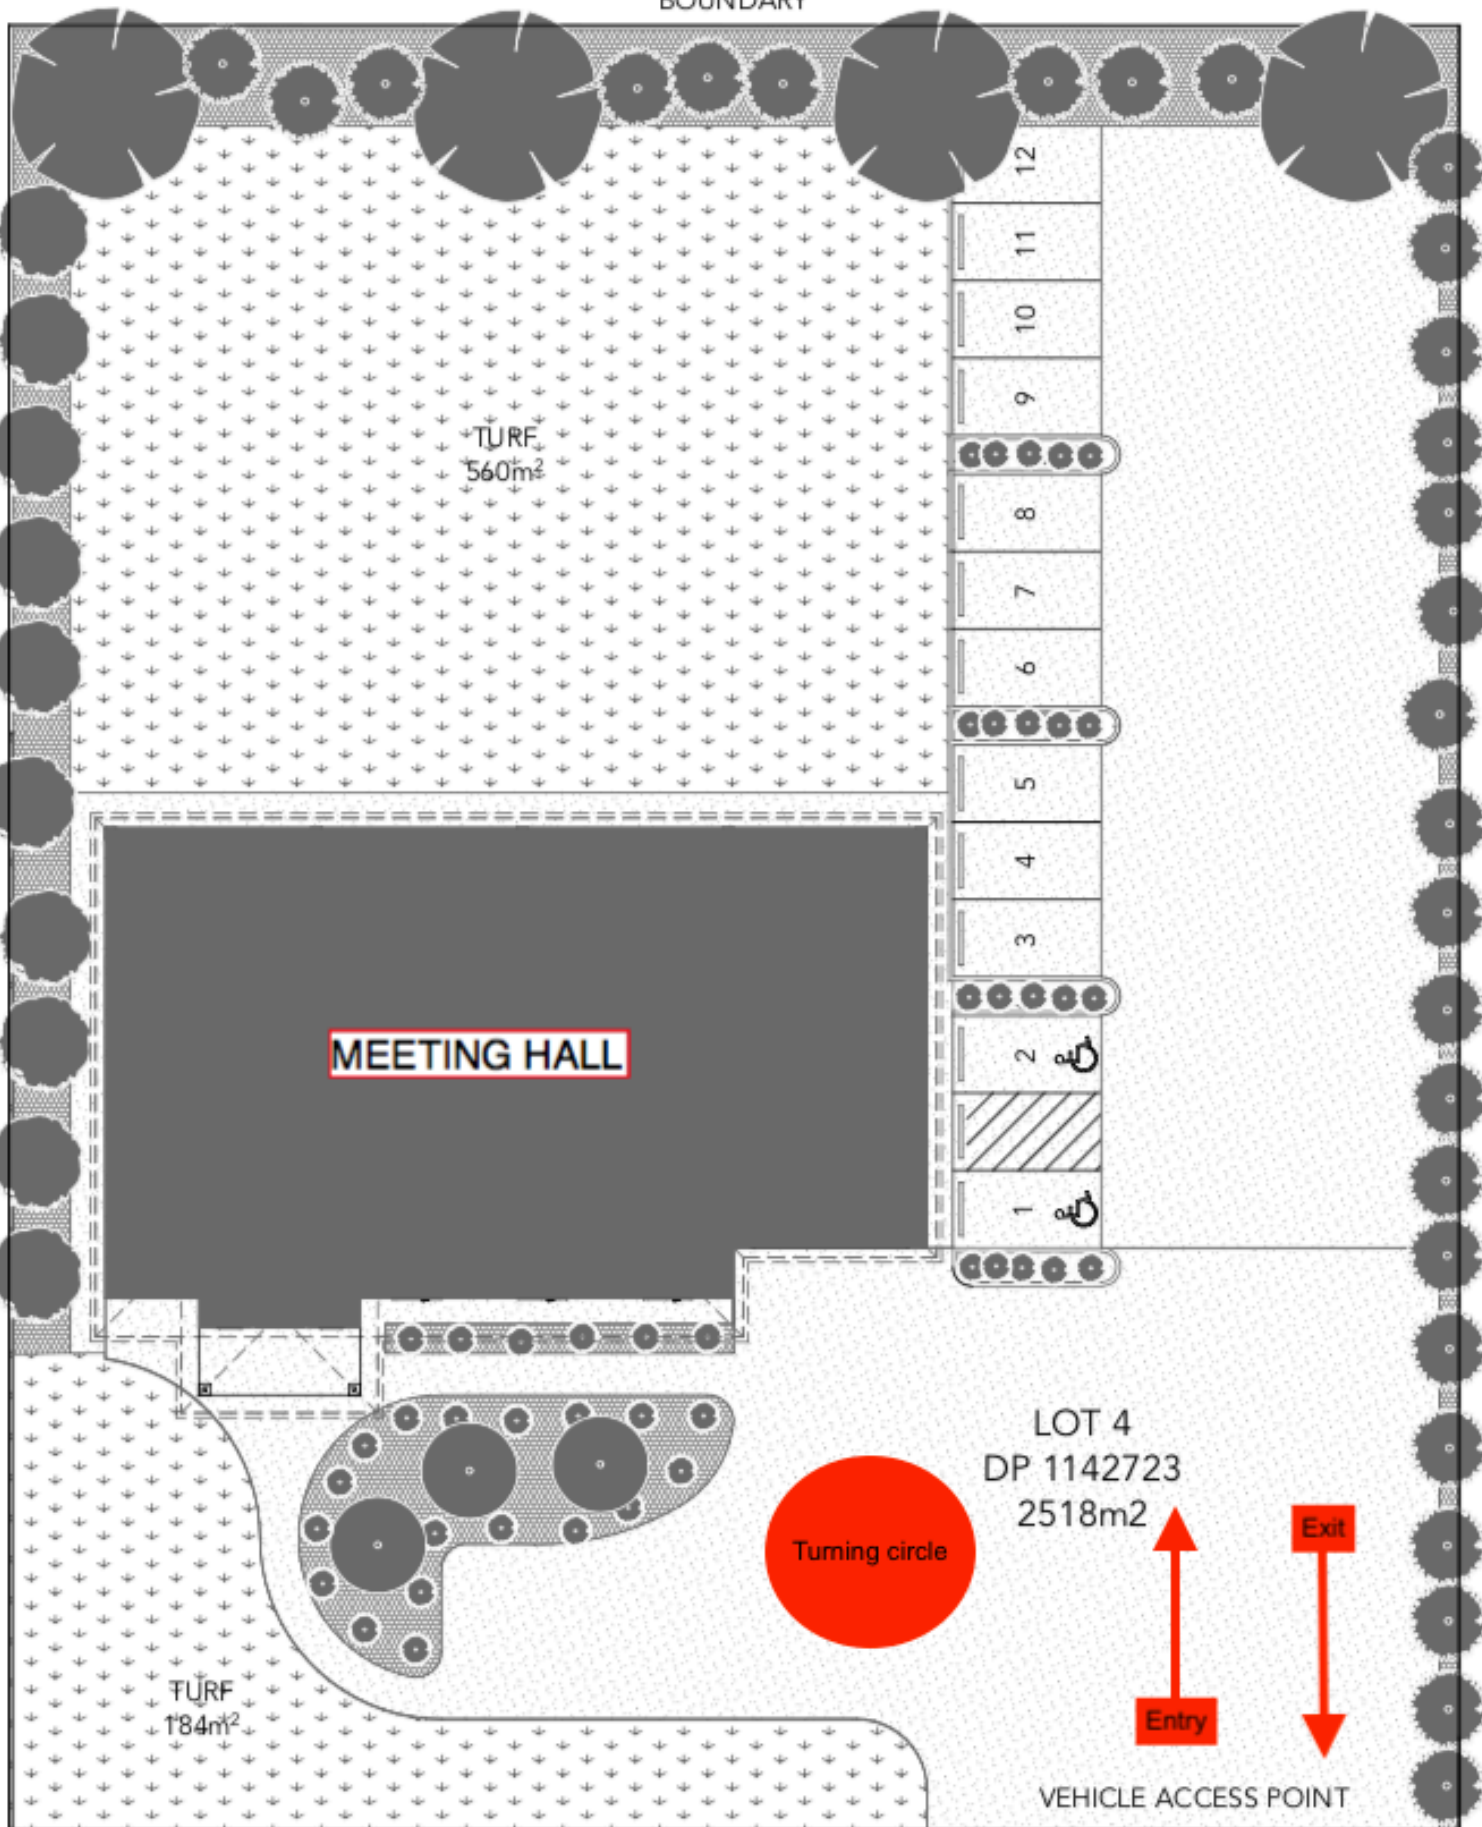 BOUNDARY
12
11
10
9
TURF
560m²
8
7
6
5
4
3
MEETING HALL
2
1
LOT 4
DP 1142723
2518m2
Exit
Turning circle
TURF
184m²
Entry
VEHICLE ACCESS POINT